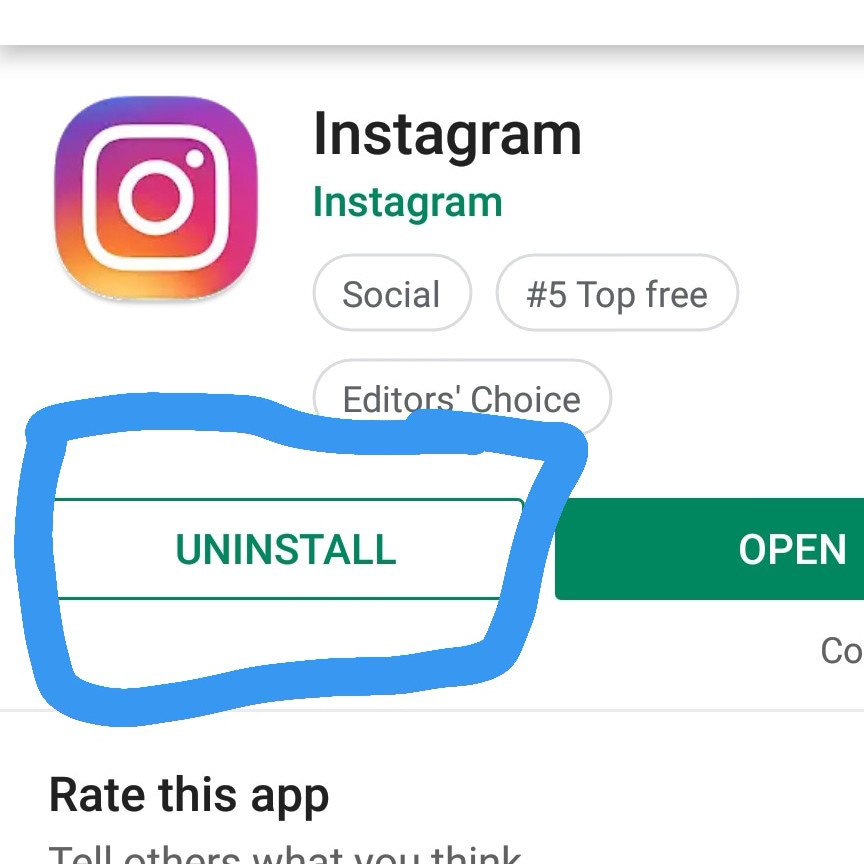 Instagram
Instagram
Social
#5 Top free
Editors' Choice
UNINSTALL
OPEN
Co
Rate this app
Tell others what you think